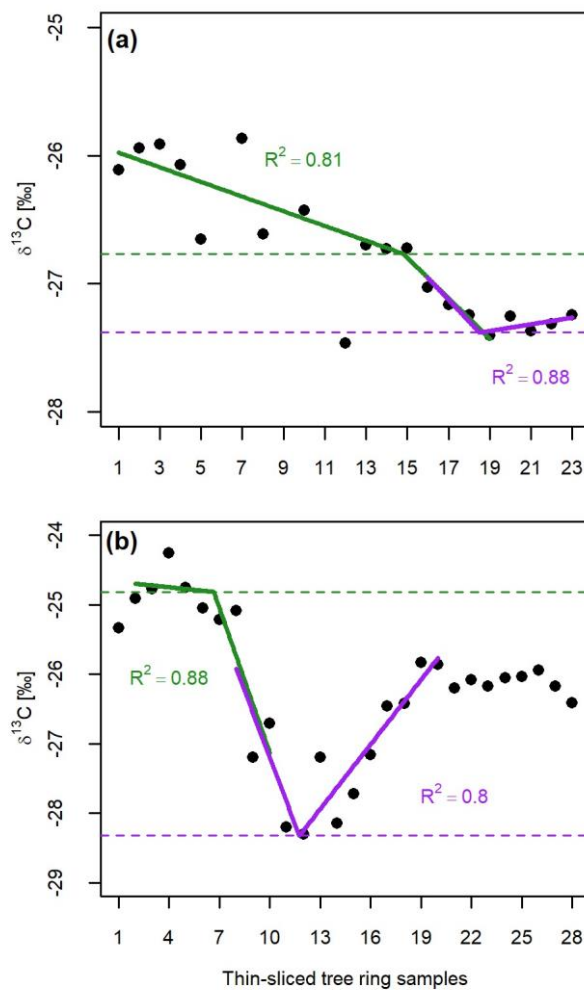 (a)
-25
-26
-27
-28
δ¹³C [‰]
R² = 0.81
R² = 0.88
1 3 5 7 9 11 13 15 17 19 21 23
(b)
-24
-25
-26
-27
-28
-29
δ¹³C [‰]
R² = 0.88
R² = 0.8
1 4 7 10 13 16 19 22 25 28
Thin-sliced tree ring samples